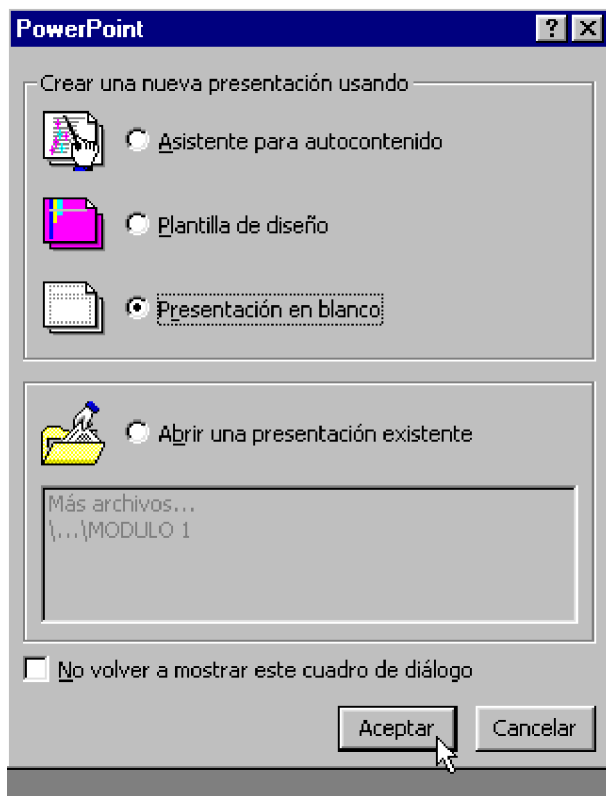 PowerPoint
Crear una nueva presentación usando
Asistente para autocontenido
Plantilla de diseño
Presentación en blanco
Abrir una presentación existente
Más archivos...
\...\MODULO 1
No volver a mostrar este cuadro de diálogo
Aceptar Cancelar